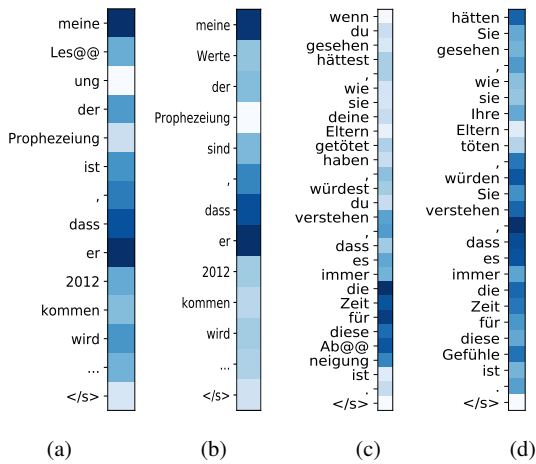 meine
Les@@
ung
der
Prophezeiung
ist
,
dass
er
2012
kommen
wird
...
</s>
(a)
meine
Werte
der
Prophezeiung
sind
,
dass
er
2012
kommen
wird
...
</s>
(b)
wenn
du
gesehen
hättest
,
wie
sie
deine
Eltern
getötet
haben
,
würdest
du
verstehen
,
dass
es
immer
die
Zeit
für
diese
Ab@@
neigung
ist
.
</s>
(c)
hätten
Sie
gesehen
,
wie
sie
Ihre
Eltern
töten
,
würden
Sie
verstehen
,
dass
es
immer
die
Zeit
für
diese
Gefühle
ist
.
</s>
(d)